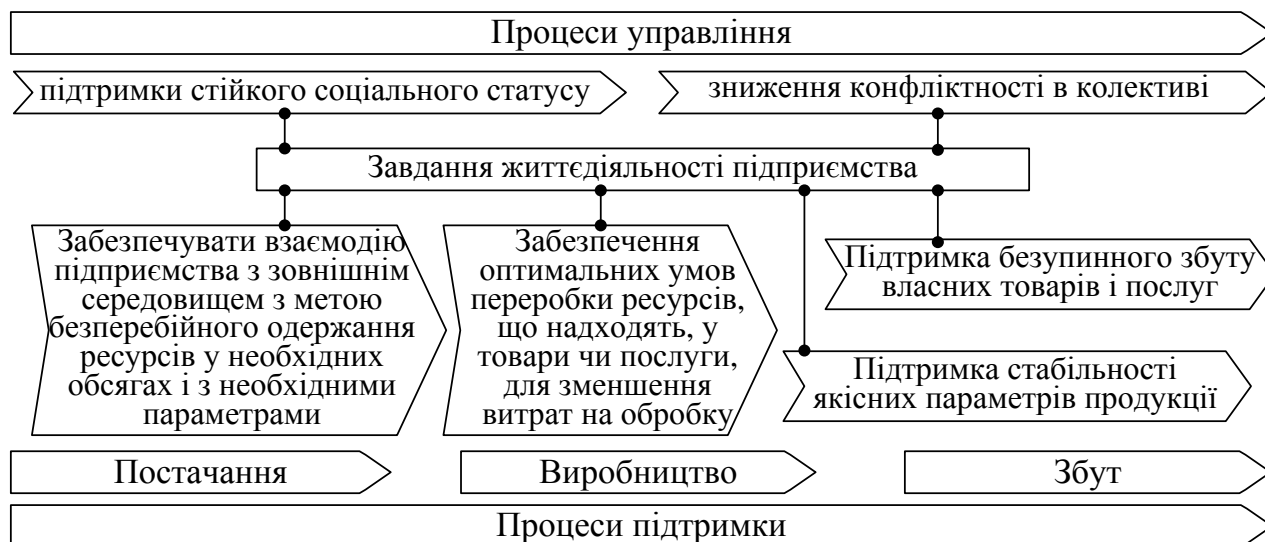 Процеси управління
підтримки стійкого соціального статусу
зниження конфліктності в колективі
Завдання життєдіяльності підприємства
Забезпечувати взаємодію
підприємства з зовнішнім
середовищем з метою
безперебійного одержання
ресурсів у необхідних
обсягах і з необхідними
параметрами
Забезпечення
оптимальних умов
переробки ресурсів,
що надходять, у
товари чи послуги,
для зменшення
витрат на обробку
Підтримка безупинного збуту
власних товарів і послуг
Підтримка стабільності
якісних параметрів продукції
Постачання
Виробництво
Збут
Процеси підтримки